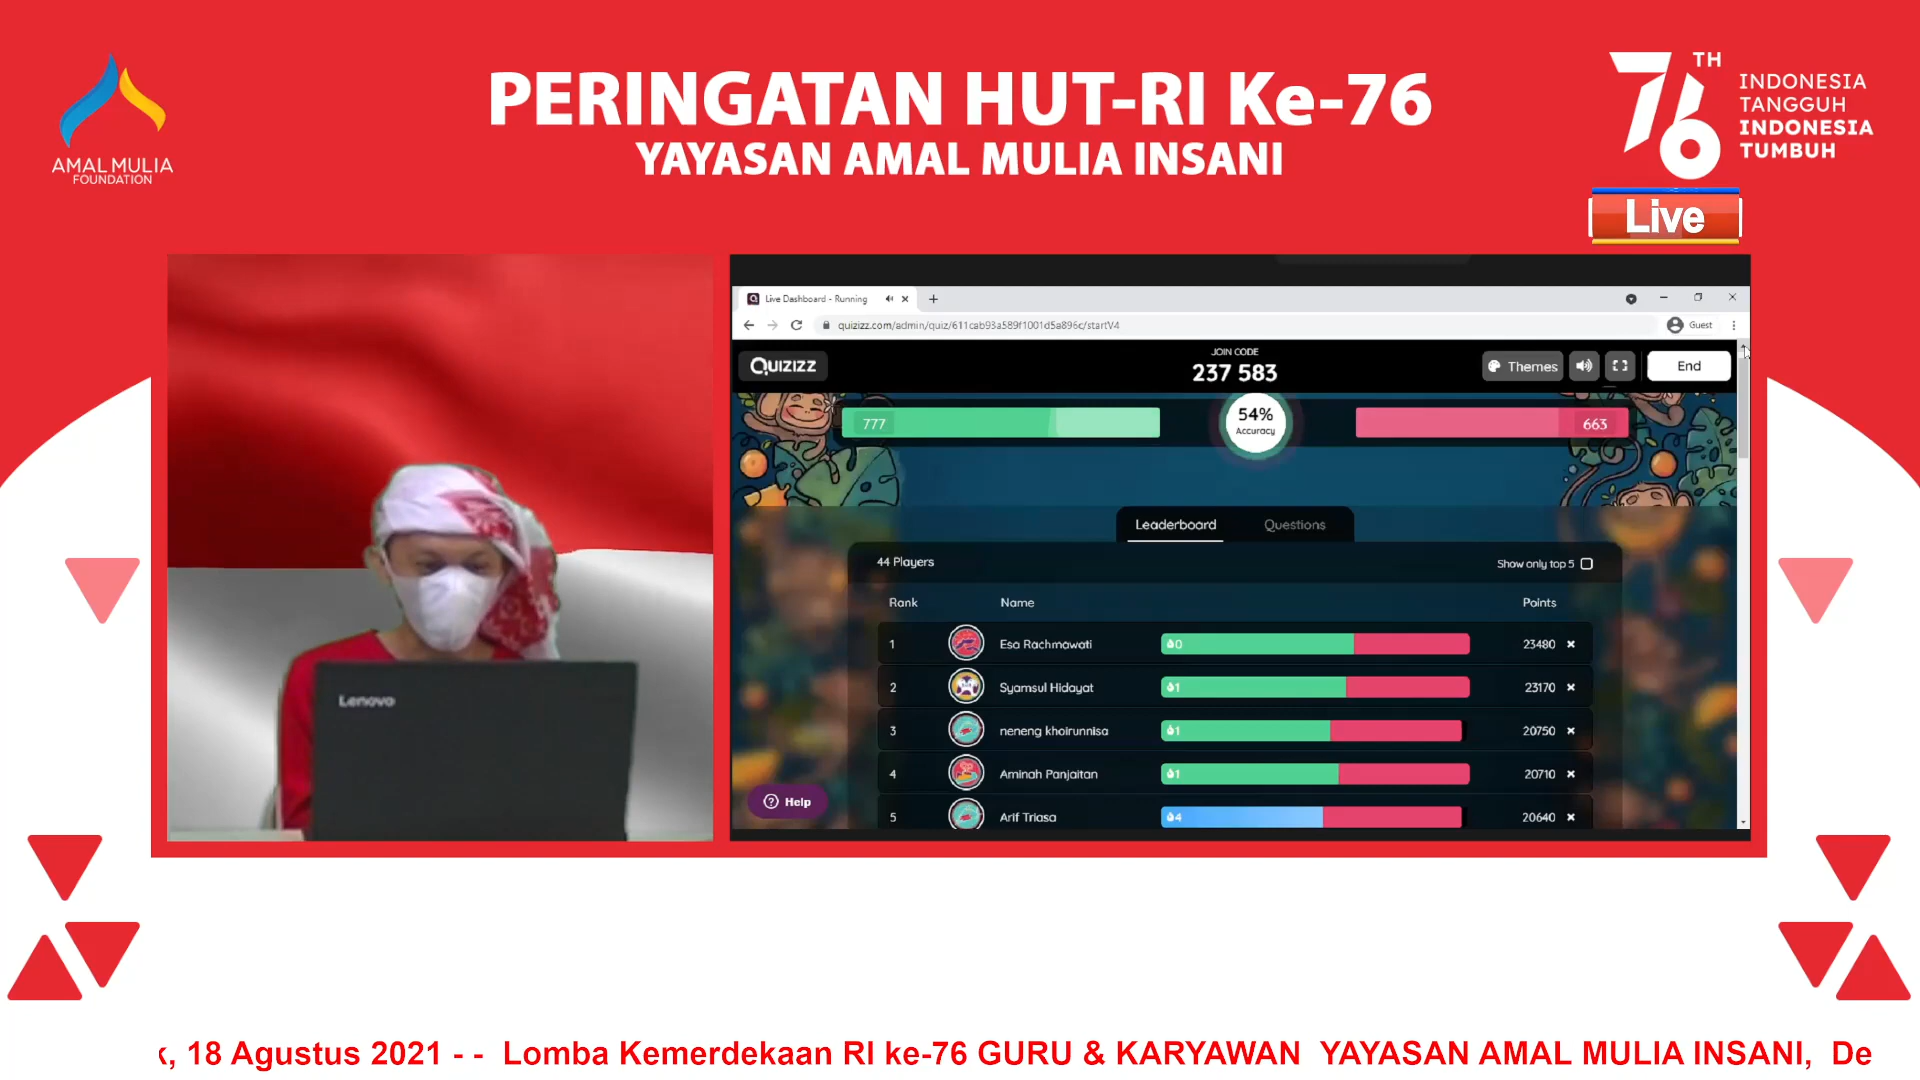 PERINGATAN HUT-RI Ke-76
YAYASAN AMAL MULIA INSANI
AMAL MULIA
FOUNDATION
76 TH
INDONESIA
TANGGUH
INDONESIA
TUMBUH
Live
Live Dashboard - Running
quizizz.com/admin/quiz/611cab93a589f1001d5a896c/startV4
Guest
QUIZIZZ
JOIN CODE
237 583
Themes
End
777
54%
Accuracy
663
Leaderboard
Questions
44 Players
Show only top 5
Rank Name Points
1 Esa Rachmawati 0 23480
2 Syamsul Hidayat 1 23170
3 neneng khoirunnisa 1 20750
4 Aminah Panjaitan 1 20710
5 Arif Triasa 4 20640
Help
Lenovo
k, 18 Agustus 2021 - - Lomba Kemerdekaan RI ke-76 GURU & KARYAWAN YAYASAN AMAL MULIA INSANI, De